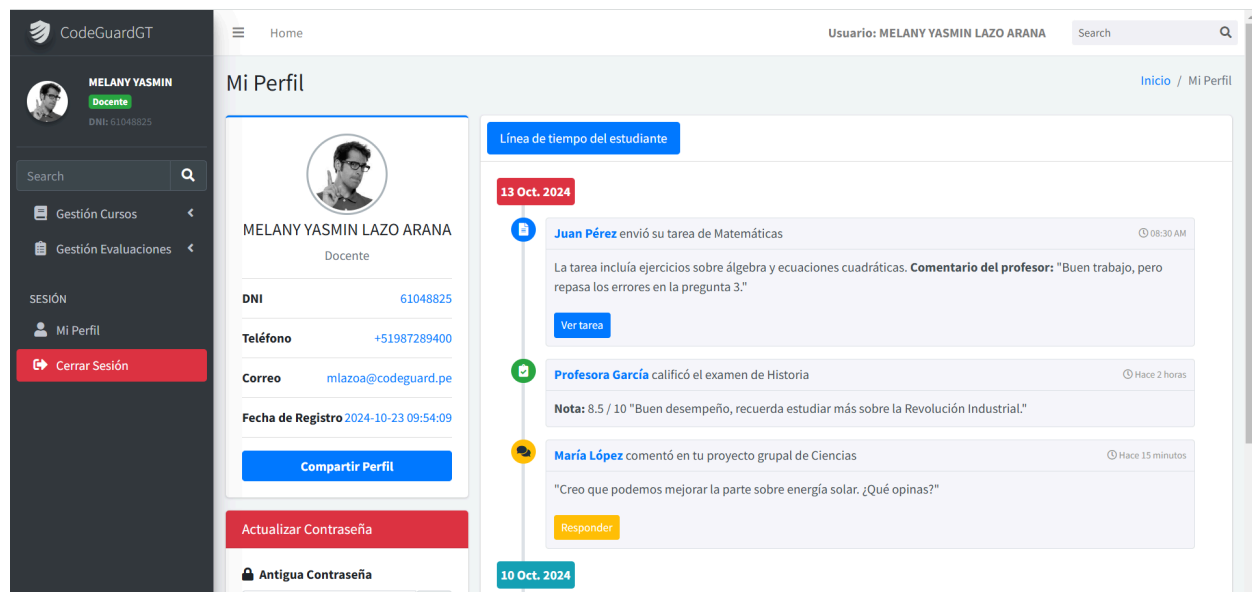 CodeGuardGT
Home
Usuario: MELANY YASMIN LAZO ARANA
Search
MELANY YASMIN
Docente
DNI: 61048825
Search
Gestión Cursos
Gestión Evaluaciones
SESIÓN
Mi Perfil
Cerrar Sesión
Mi Perfil
Inicio / Mi Perfil
MELANY YASMIN LAZO ARANA
Docente
DNI 61048825
Teléfono +51987289400
Correo mlazoa@codeguard.pe
Fecha de Registro 2024-10-23 09:54:09
Compartir Perfil
Actualizar Contraseña
Antigua Contraseña
Línea de tiempo del estudiante
13 Oct. 2024
Juan Pérez envió su tarea de Matemáticas 08:30 AM
La tarea incluía ejercicios sobre álgebra y ecuaciones cuadráticas. Comentario del profesor: "Buen trabajo, pero
repasa los errores en la pregunta 3."
Ver tarea
Profesora García calificó el examen de Historia Hace 2 horas
Nota: 8.5 / 10 "Buen desempeño, recuerda estudiar más sobre la Revolución Industrial."
María López comentó en tu proyecto grupal de Ciencias Hace 15 minutos
"Creo que podemos mejorar la parte sobre energía solar. ¿Qué opinas?"
Responder
10 Oct. 2024